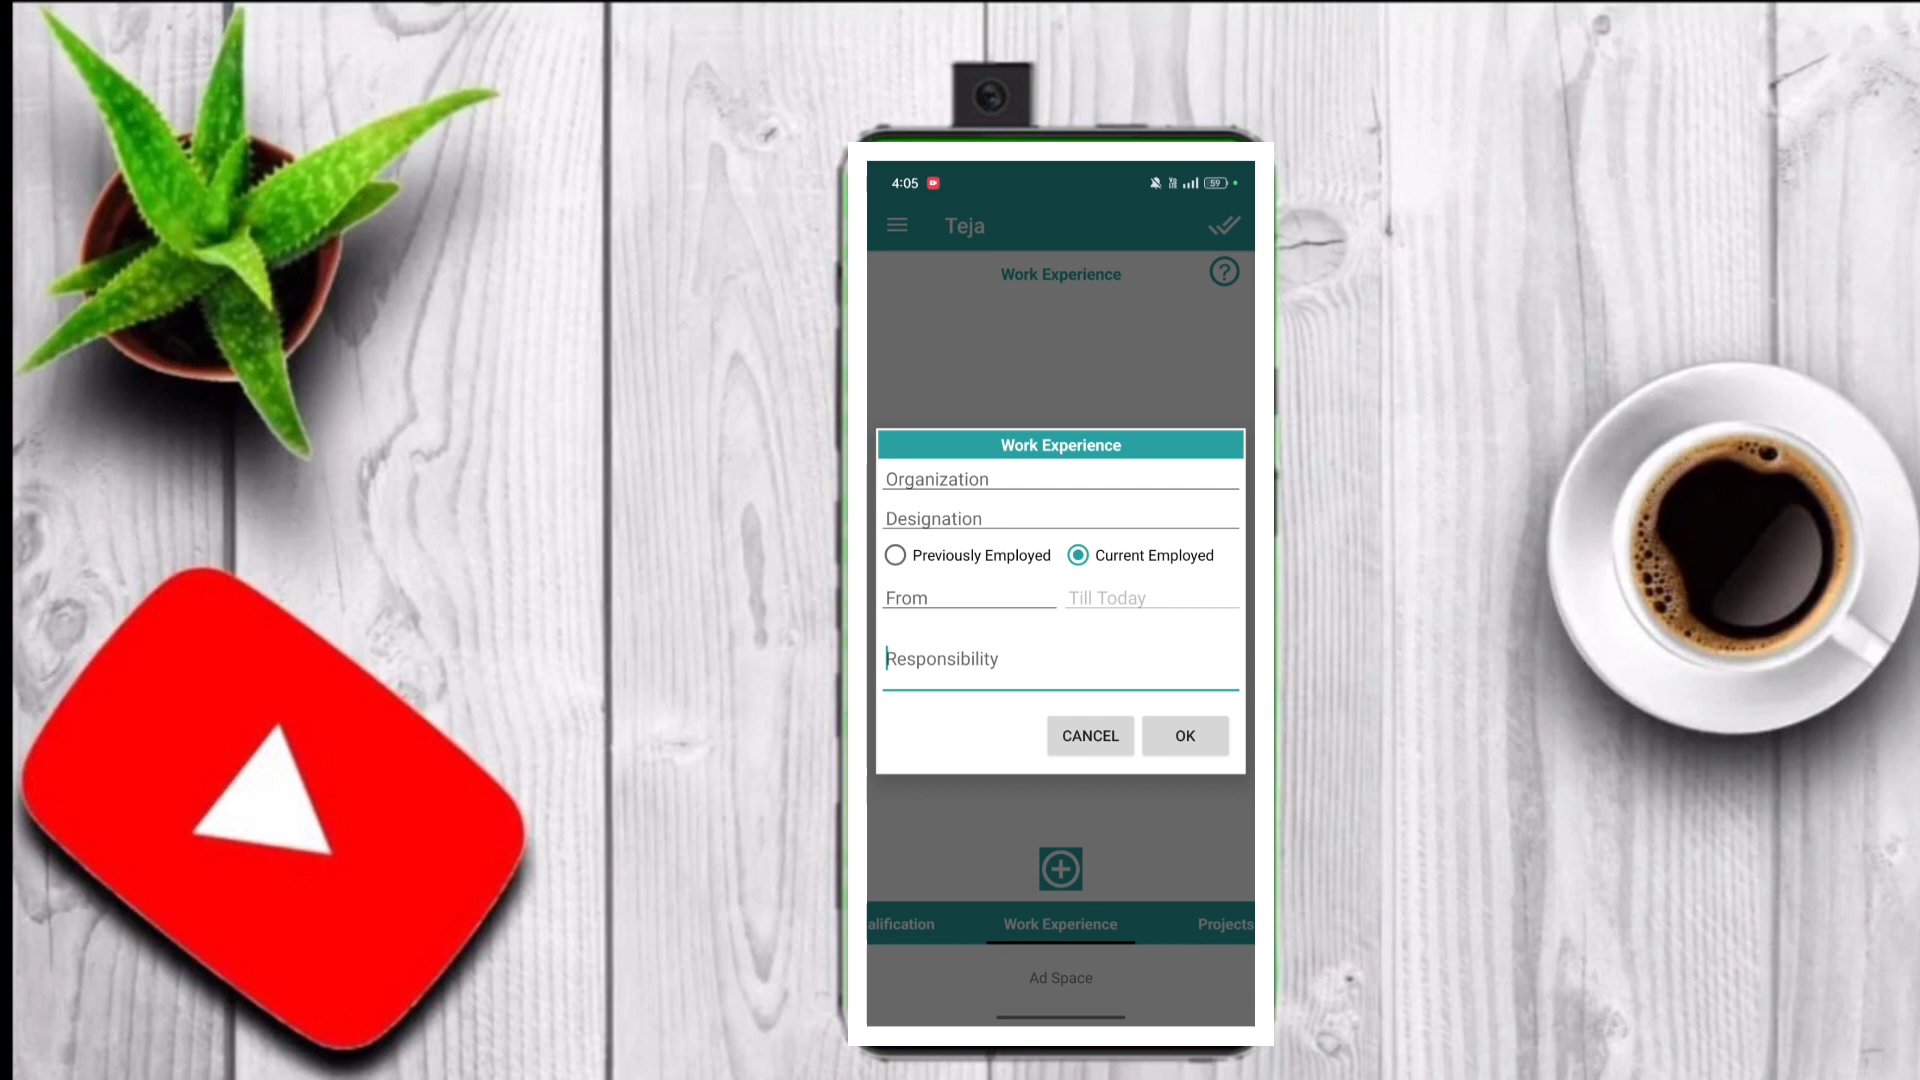 4:05
59
Teja
Work Experience
?
Work Experience
Organization
Designation
Previously Employed Current Employed
From Till Today
Responsibility
CANCEL OK
alification Work Experience Projects
Ad Space